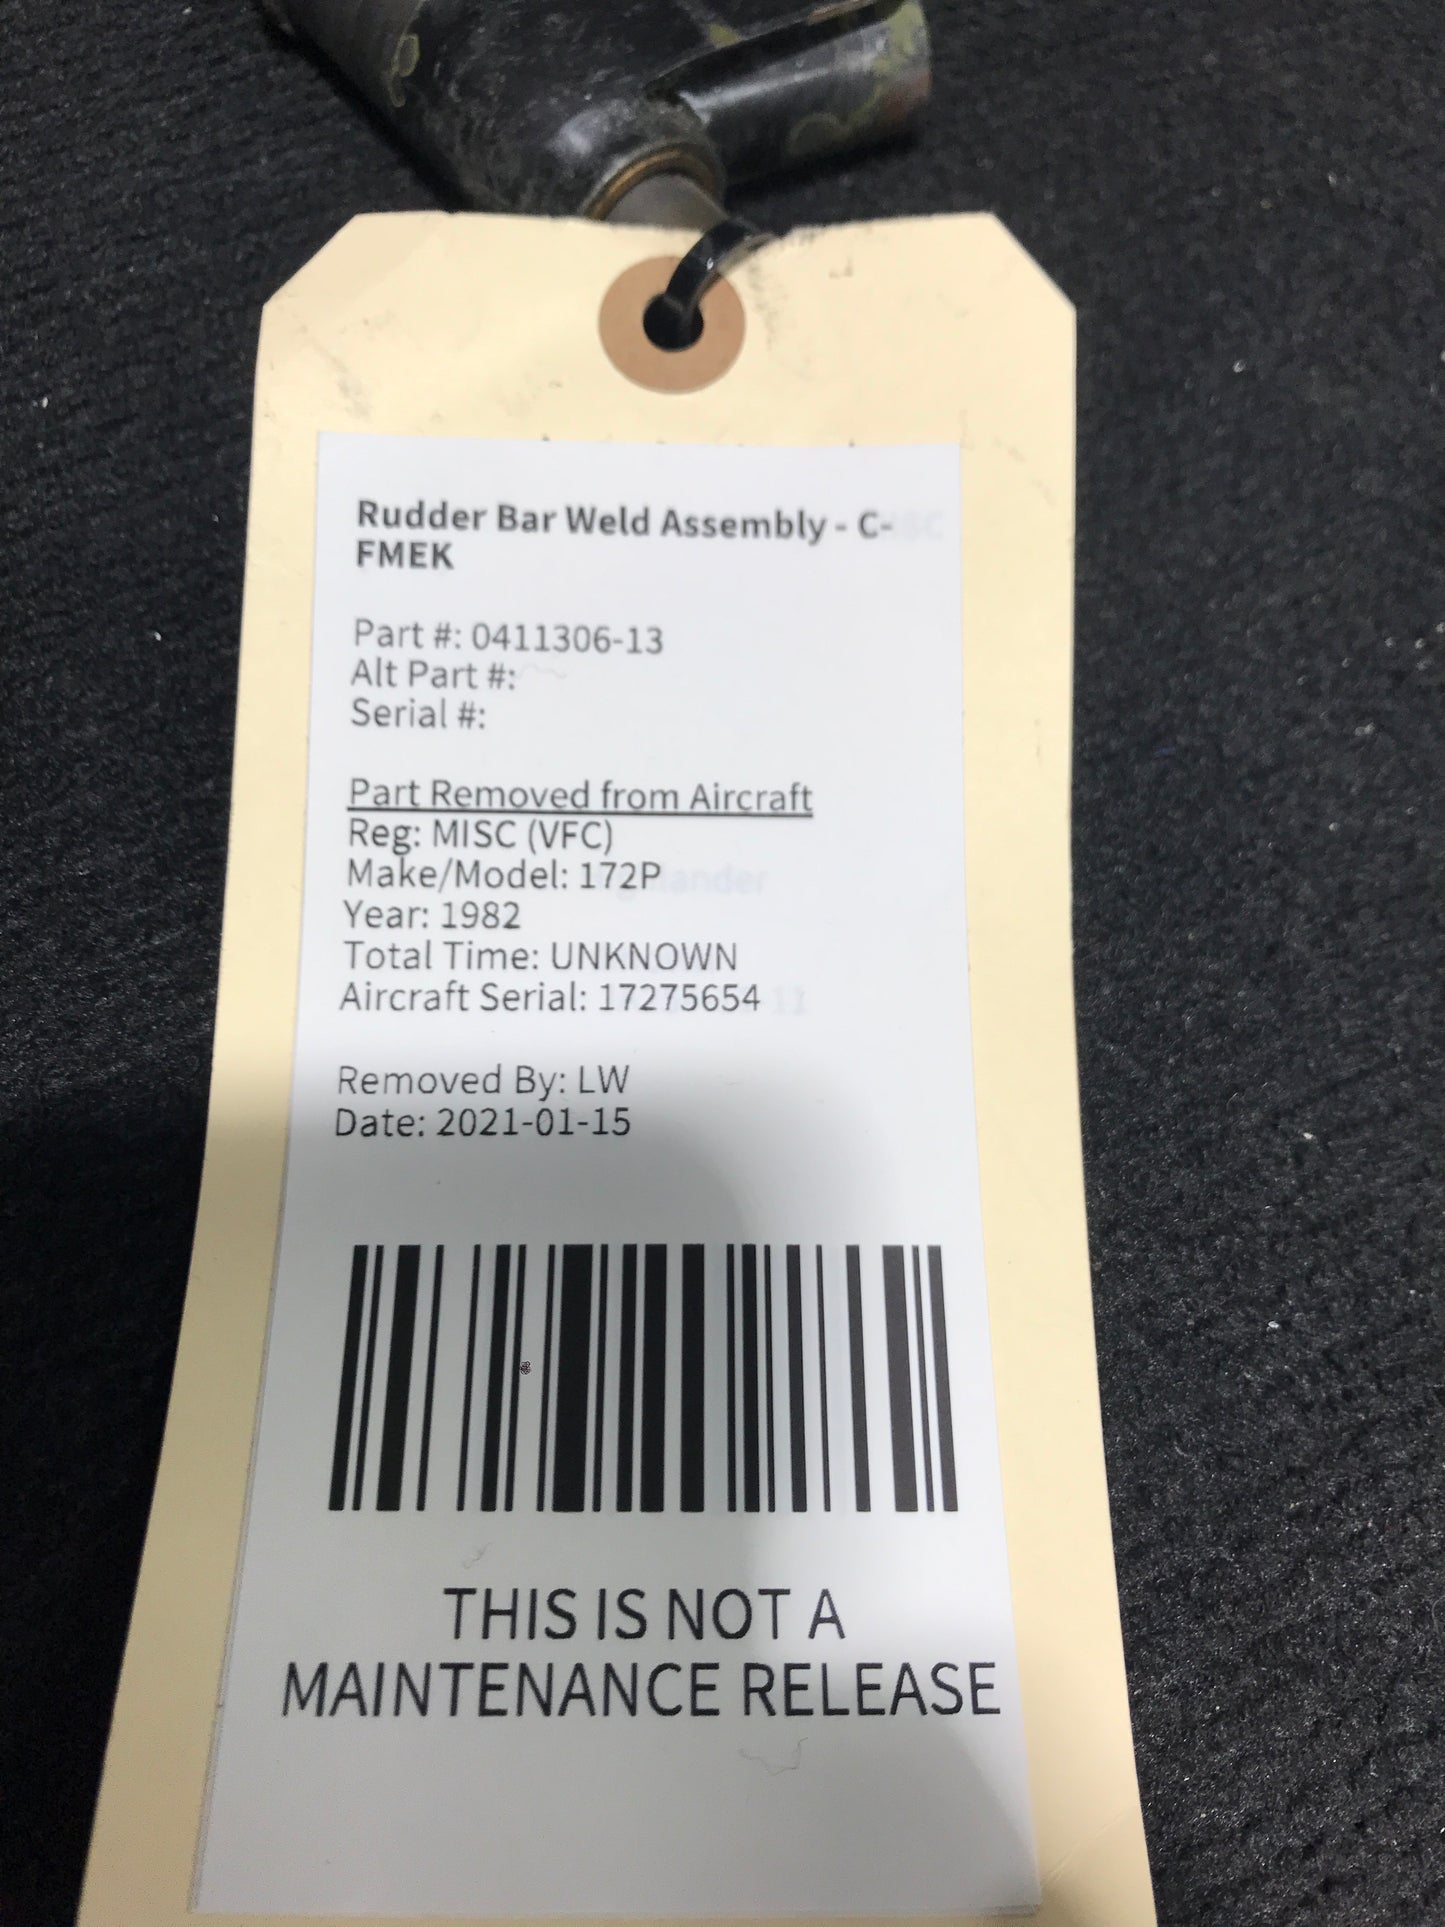 Rudder Bar Weld Assembly - C-
FMEK
Part #: 0411306-13
Alt Part #:
Serial #:
Part Removed from Aircraft
Reg: MISC (VFC)
Make/Model: 172P
Year: 1982
Total Time: UNKNOWN
Aircraft Serial: 17275654
Removed By: LW
Date: 2021-01-15
THIS IS NOT A
MAINTENANCE RELEASE